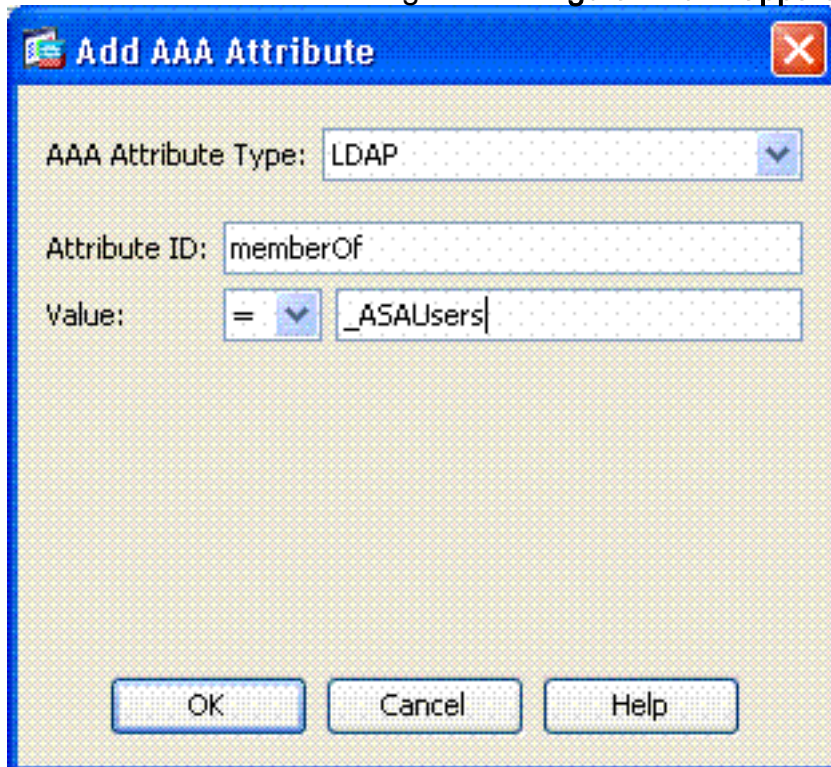 Add AAA Attribute
AAA Attribute Type: LDAP
Attribute ID: memberOf
Value: = _ASAUsers
OK Cancel Help